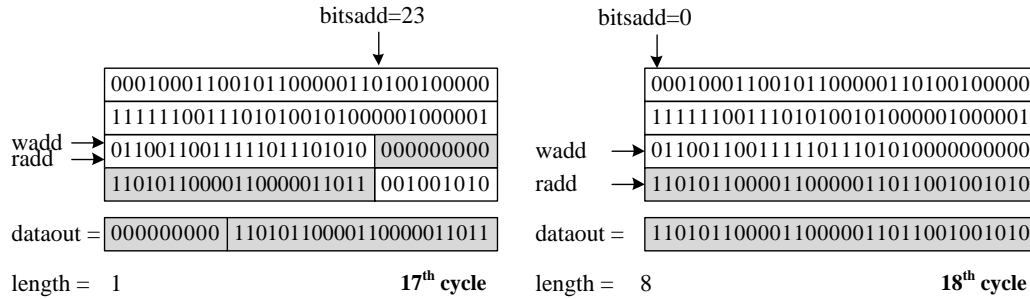 bitsadd=23
00010001100101100000110100100000
11111100111010100101000001000001
wadd
radd
01100110011111011101010 000000000
11010110000110000011011 001001010
dataout = 000000000 11010110000110000011011
length = 1 17th cycle
bitsadd=0
00010001100101100000110100100000
11111100111010100101000001000001
wadd 01100110011111011101010000000000
radd 11010110000110000011011001001010
dataout = 11010110000110000011011001001010
length = 8 18th cycle